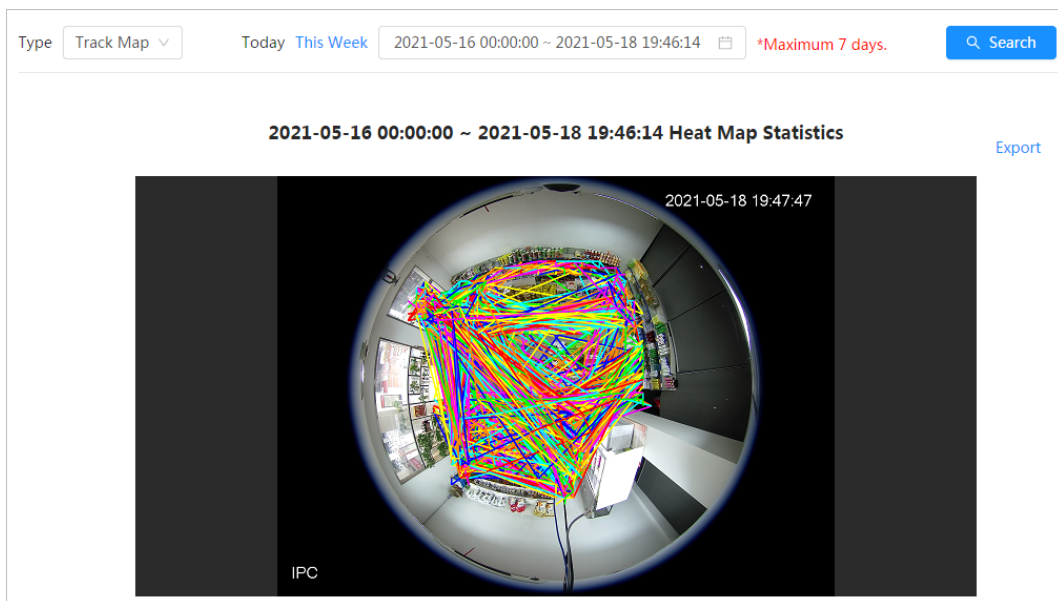 Type Track Map Today This Week 2021-05-16 00:00:00 ~ 2021-05-18 19:46:14 *Maximum 7 days. Search
2021-05-16 00:00:00 ~ 2021-05-18 19:46:14 Heat Map Statistics
Export
2021-05-18 19:47:47
IPC